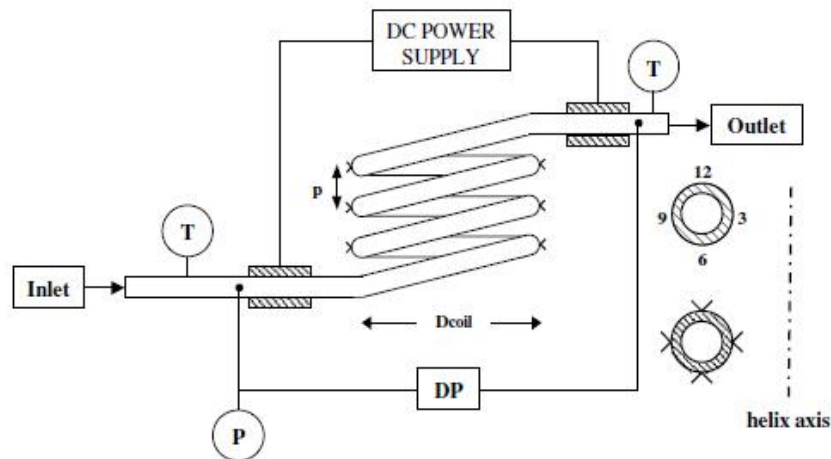 DC POWER
SUPPLY
T
Outlet
p
12
9 3
6
T
Inlet
Dcoil
DP
P
helix axis